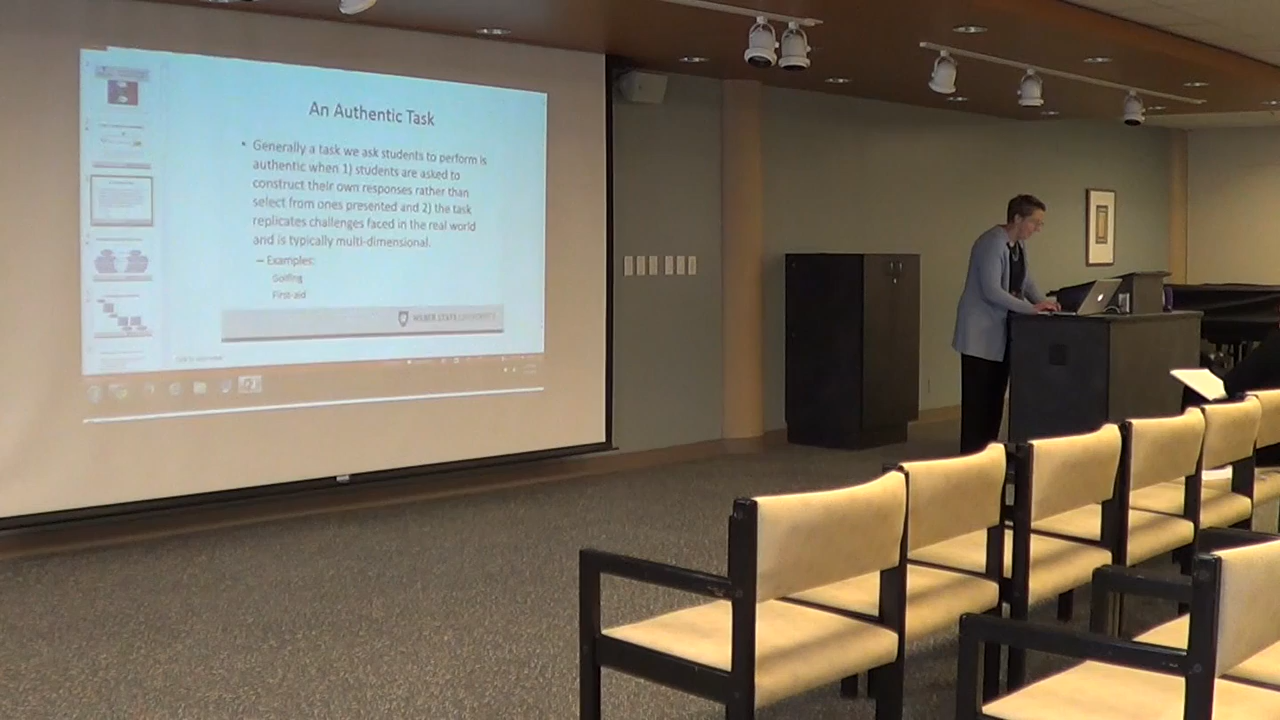 An Authentic Task
• Generally a task we ask students to perform is
authentic when 1) students are asked to
construct their own responses rather than
select from ones presented and 2) the task
replicates challenges faced in the real world
and is typically multi-dimensional.
– Examples:
Golfing
First-aid
WEBER STATE UNIVERSITY